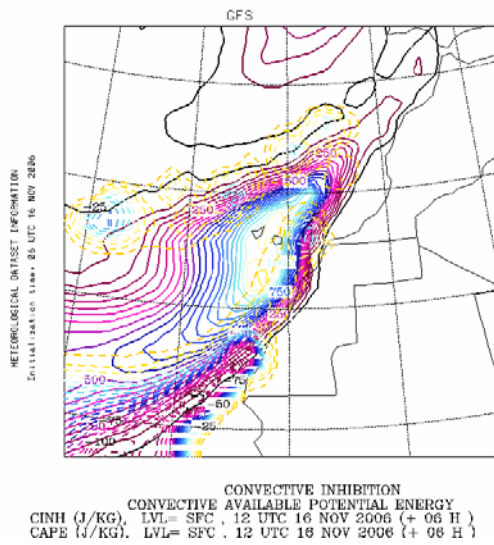 GFS
METEOROLOGICAL DATASET INFORMATION
Initialization time: 06 UTC 16 NOV 2006
250
500
-25
250
750
250
500
-75
-50
-25
-100
CONVECTIVE INHIBITION
CONVECTIVE AVAILABLE POTENTIAL ENERGY
CINH (J/KG), LVL= SFC , 12 UTC 16 NOV 2006 (+ 06 H )
CAPE (J/KG), LVL= SFC , 12 UTC 16 NOV 2006 (+ 06 H )